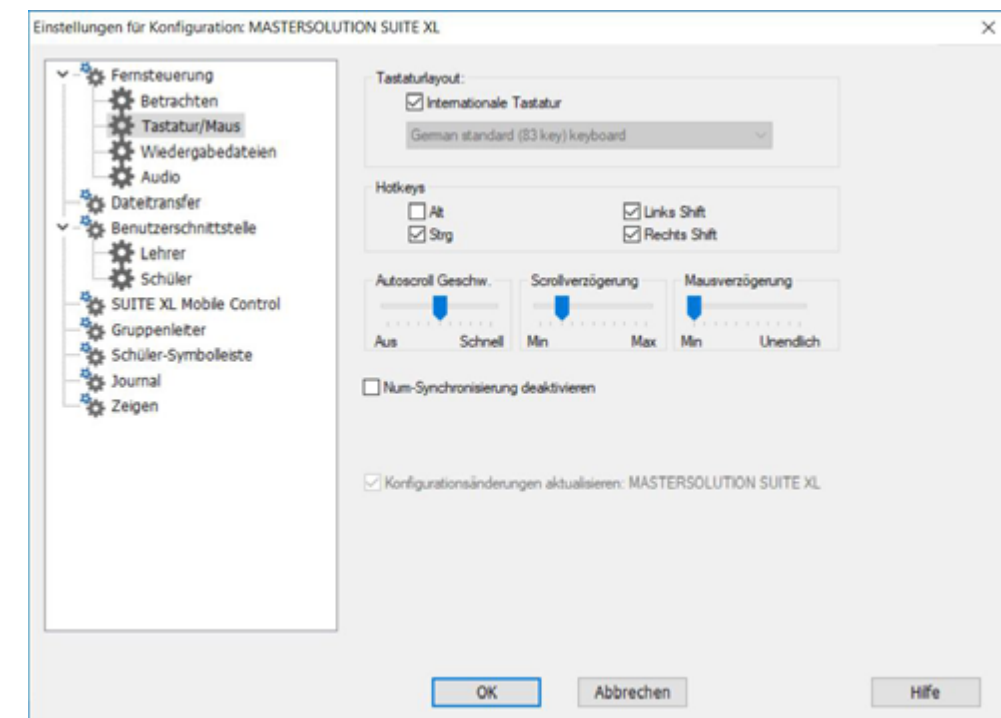 Einstellungen für Konfiguration: MASTERSOLUTION SUITE XL
Fernsteuerung
Betrachten
Tastatur/Maus
Wiedergabedateien
Audio
Dateitransfer
Benutzerschnittstelle
Lehrer
Schüler
SUITE XL Mobile Control
Gruppenleiter
Schüler-Symbolleiste
Journal
Zeigen
Tastaturlayout:
Internationale Tastatur
German standard (83 key) keyboard
Hotkeys
Alt Links Shift
Strg Rechts Shift
Autoscroll Geschw. Scrollverzögerung Mausverzögerung
Aus Schnell Min Max Min Unendlich
Num-Synchronisierung deaktivieren
Konfigurationsänderungen aktualisieren: MASTERSOLUTION SUITE XL
OK Abbrechen Hilfe